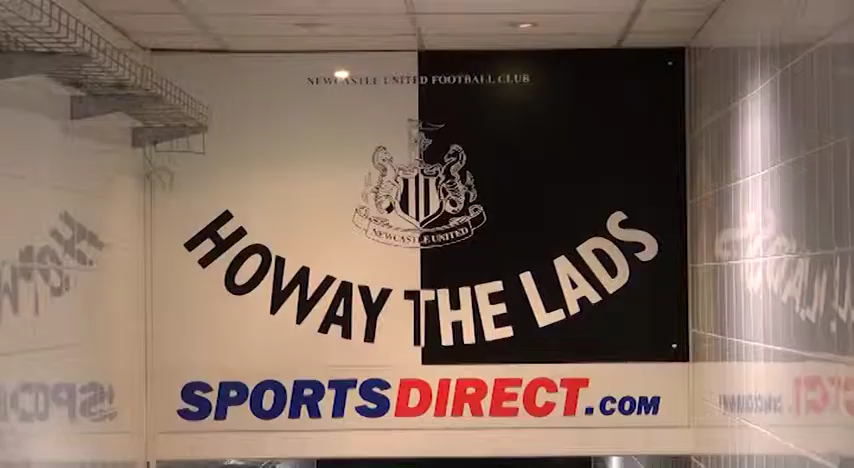 NEWCASTLE UNITED FOOTBALL CLUB
NEWCASTLE UNITED
HOWAY THE LADS
SPORTSDIRECT.COM